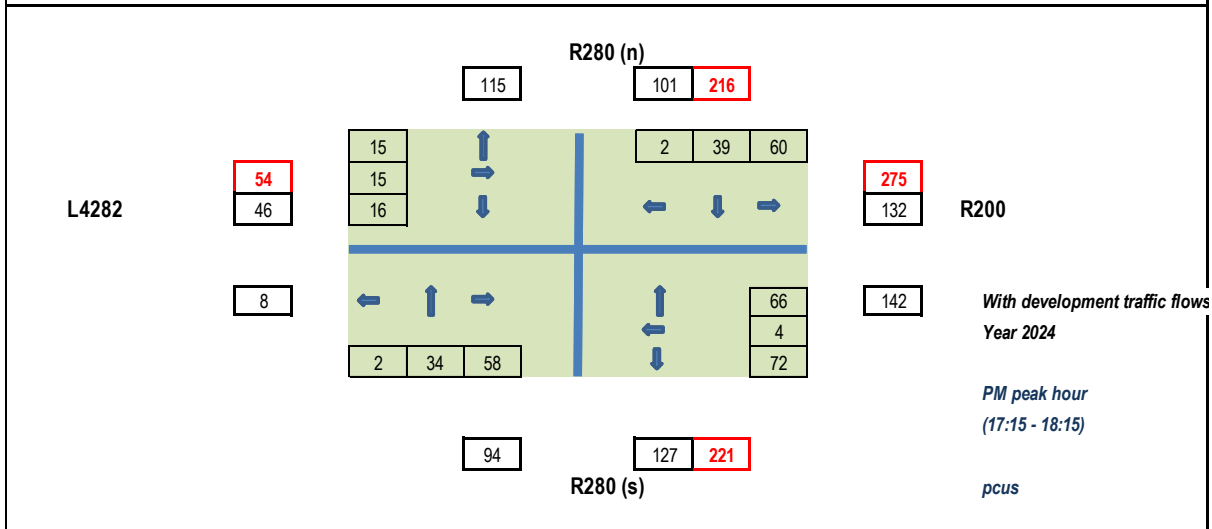 R280 (n)
115 101 216
15 2 39 60
54 15 275
L4282 46 16 132 R200
8 66 142 With development traffic flows
4 Year 2024
2 34 58 72
PM peak hour
(17:15 - 18:15)
94 127 221
R280 (s)
pcus